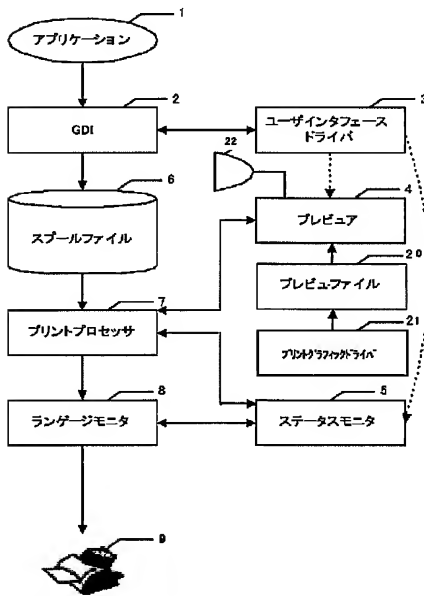 1
アプリケーション
2
GDI
3
ユーザインタフェース
ドライバ
22
6
スプールファイル
4
プレビュア
20
プレビュファイル
7
プリントプロセッサ
21
プリントグラフィックドライバ
8
ランゲージモニタ
5
ステータスモニタ
9